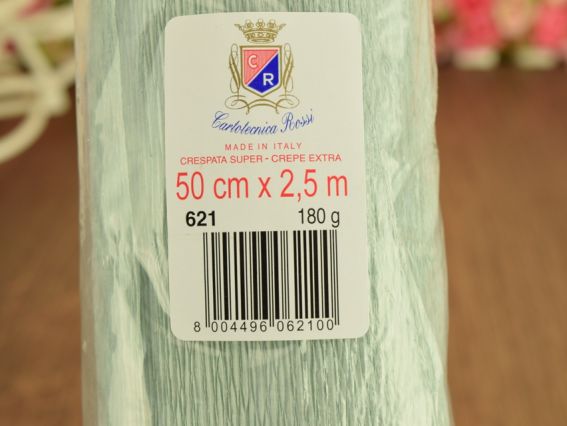 C R
Cartotecnica Rossi
MADE IN ITALY
CRESPATA SUPER - CREPE EXTRA
50 cm x 2,5 m
621 180 g
8 004496 062100